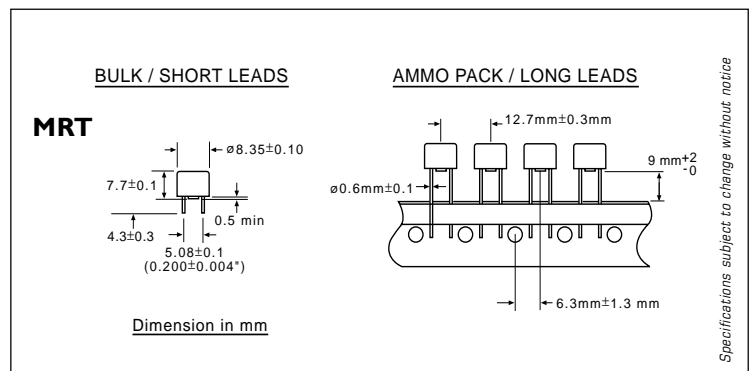 BULK / SHORT LEADS
AMMO PACK / LONG LEADS
MRT
ø8.35±0.10
7.7±0.1
0.5 min
4.3±0.3
5.08±0.1
(0.200±0.004")
Dimension in mm
12.7mm±0.3mm
9 mm+2
-0
ø0.6mm±0.1
6.3mm±1.3 mm
Specifications subject to change without notice